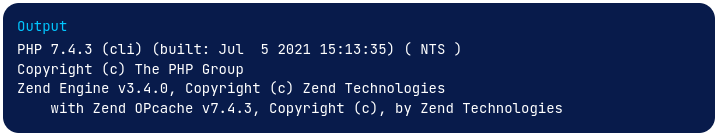 Output
PHP 7.4.3 (cli) (built: Jul  5 2021 15:13:35) ( NTS )
Copyright (c) The PHP Group
Zend Engine v3.4.0, Copyright (c) Zend Technologies
    with Zend OPcache v7.4.3, Copyright (c), by Zend Technologies